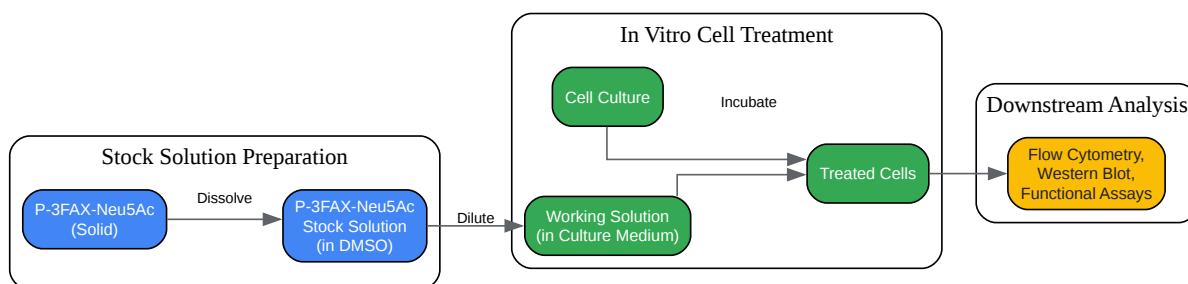 Stock Solution Preparation
P-3FAX-Neu5Ac
(Solid)
Dissolve
P-3FAX-Neu5Ac
Stock Solution
(in DMSO)
Dilute
In Vitro Cell Treatment
Cell Culture
Incubate
Working Solution
(in Culture Medium)
Treated Cells
Downstream Analysis
Flow Cytometry,
Western Blot,
Functional Assays